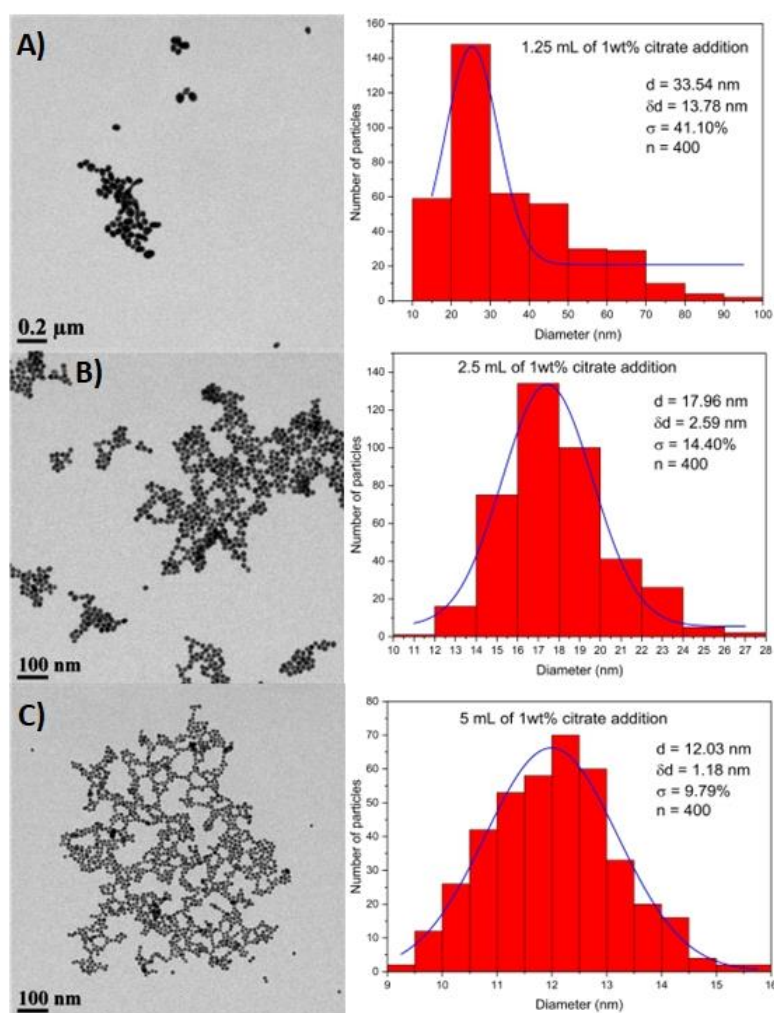 A)
0.2 μm
1.25 mL of 1wt% citrate addition
d = 33.54 nm
δd = 13.78 nm
σ = 41.10%
n = 400
Number of particles
160
140
120
100
80
60
40
20
0
10 20 30 40 50 60 70 80 90 100
Diameter (nm)
B)
100 nm
2.5 mL of 1wt% citrate addition
d = 17.96 nm
δd = 2.59 nm
σ = 14.40%
n = 400
Number of particles
140
120
100
80
60
40
20
0
10 11 12 13 14 15 16 17 18 19 20 21 22 23 24 25 26 27 28
Diameter (nm)
C)
100 nm
5 mL of 1wt% citrate addition
d = 12.03 nm
δd = 1.18 nm
σ = 9.79%
n = 400
Number of particles
80
70
60
50
40
30
20
10
0
9 10 11 12 13 14 15 16
Diameter (nm)